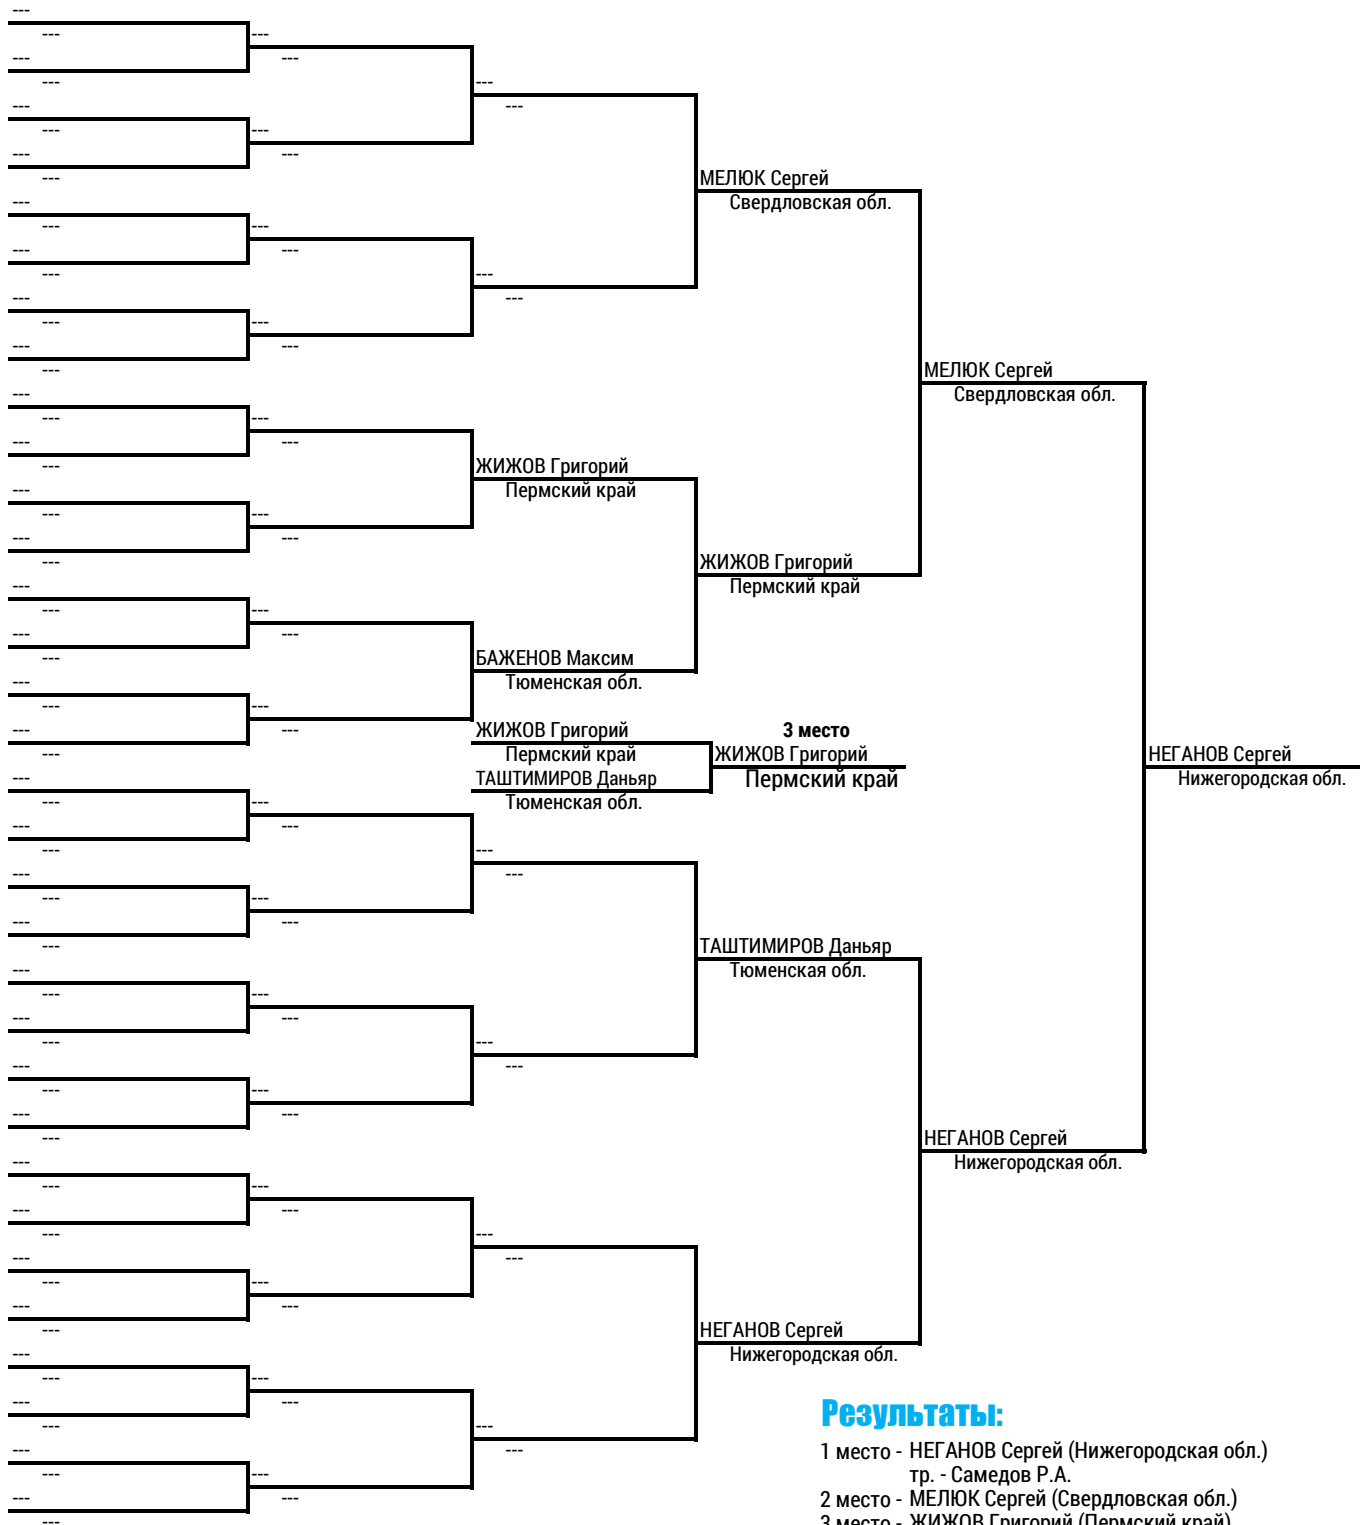 МЕЛЮК Сергей
Свердловская обл.
МЕЛЮК Сергей
Свердловская обл.
ЖИЖОВ Григорий
Пермский край
ЖИЖОВ Григорий
Пермский край
БАЖЕНОВ Максим
Тюменская обл.
ЖИЖОВ Григорий
Пермский край
ТАШТИМИРОВ Даньяр
Тюменская обл.
3 место
ЖИЖОВ Григорий
Пермский край
НЕГАНОВ Сергей
Нижегородская обл.
ТАШТИМИРОВ Даньяр
Тюменская обл.
НЕГАНОВ Сергей
Нижегородская обл.
НЕГАНОВ Сергей
Нижегородская обл.
Результаты:
1 место - НЕГАНОВ Сергей (Нижегородская обл.)
тр. - Самедов Р.А.
2 место - МЕЛЮК Сергей (Свердловская обл.)
3 место - ЖИЖОВ Григорий (Пермский край)